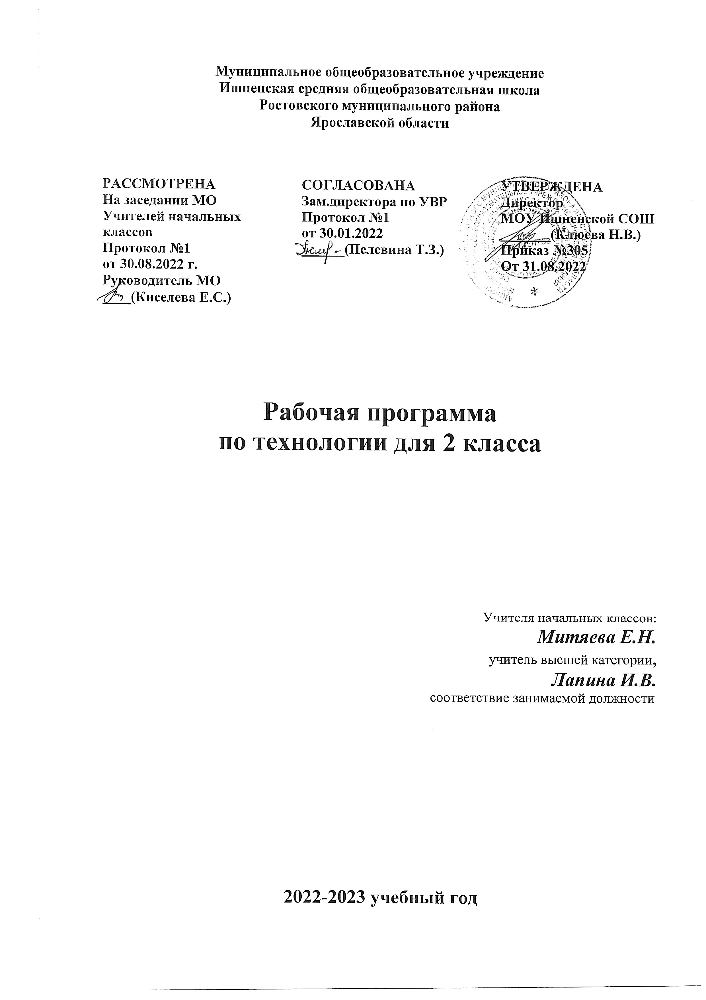 Муниципальное общеобразовательное учреждение
Ишненская средняя общеобразовательная школа
Ростовского муниципального района
Ярославской области
РАССМОТРЕНА
На заседании МО
Учителей начальных
классов
Протокол №1
от 30.08.2022 г.
Руководитель МО
____(Киселева Е.С.)
СОГЛАСОВАНА
Зам.директора по УВР
Протокол №1
от 30.01.2022
______(Пелевина Т.З.)
УТВЕРЖДЕНА
Директор
МОУ Ишненской СОШ
_______(Клюева Н.В.)
Приказ №305
От 31.08.2022
Рабочая программа
по технологии для 2 класса
Учителя начальных классов:
Митяева Е.Н.
учитель высшей категории,
Лапина И.В.
соответствие занимаемой должности
2022-2023 учебный год